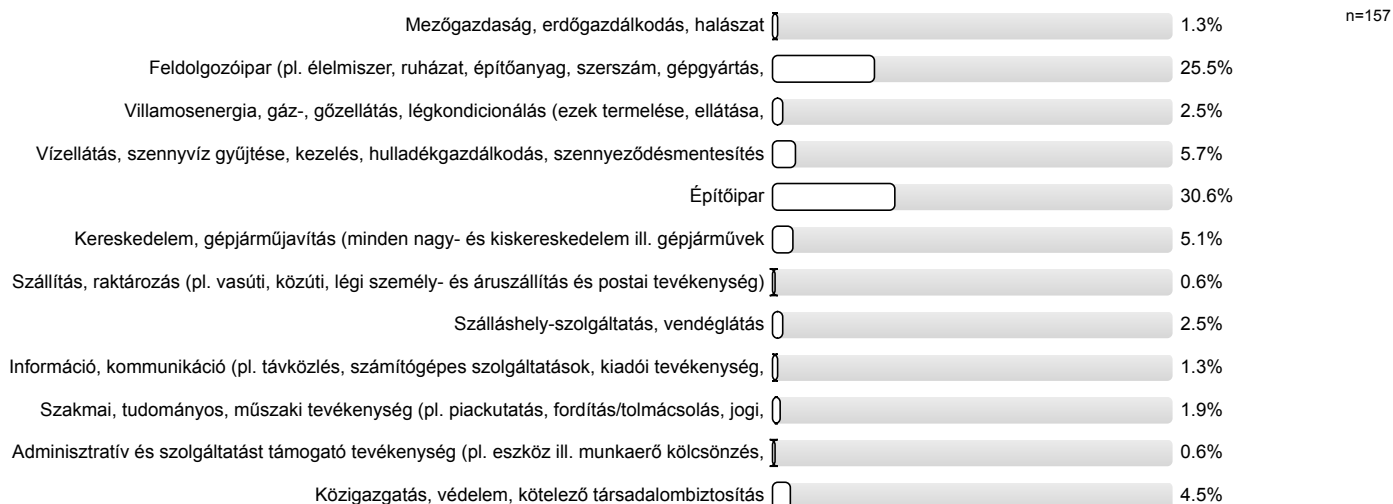 n=157
Mezőgazdaság, erdőgazdálkodás, halászat 1.3%
Feldolgozóipar (pl. élelmiszer, ruházat, építőanyag, szerszám, gépgyártás, 25.5%
Villamosenergia, gáz-, gőzellátás, légkondicionálás (ezek termelése, ellátása, 2.5%
Vízellátás, szennyvíz gyűjtése, kezelés, hulladékgazdálkodás, szennyeződésmentesítés 5.7%
Építőipar 30.6%
Kereskedelem, gépjárműjavítás (minden nagy- és kiskereskedelem ill. gépjárművek 5.1%
Szállítás, raktározás (pl. vasúti, közúti, légi személy- és áruszállítás és postai tevékenység) 0.6%
Szálláshely-szolgáltatás, vendéglátás 2.5%
Információ, kommunikáció (pl. távközlés, számítógépes szolgáltatások, kiadói tevékenység, 1.3%
Szakmai, tudományos, műszaki tevékenység (pl. piackutatás, fordítás/tolmácsolás, jogi, 1.9%
Adminisztratív és szolgáltatást támogató tevékenység (pl. eszköz ill. munkaerő kölcsönzés, 0.6%
Közigazgatás, védelem, kötelező társadalombiztosítás 4.5%